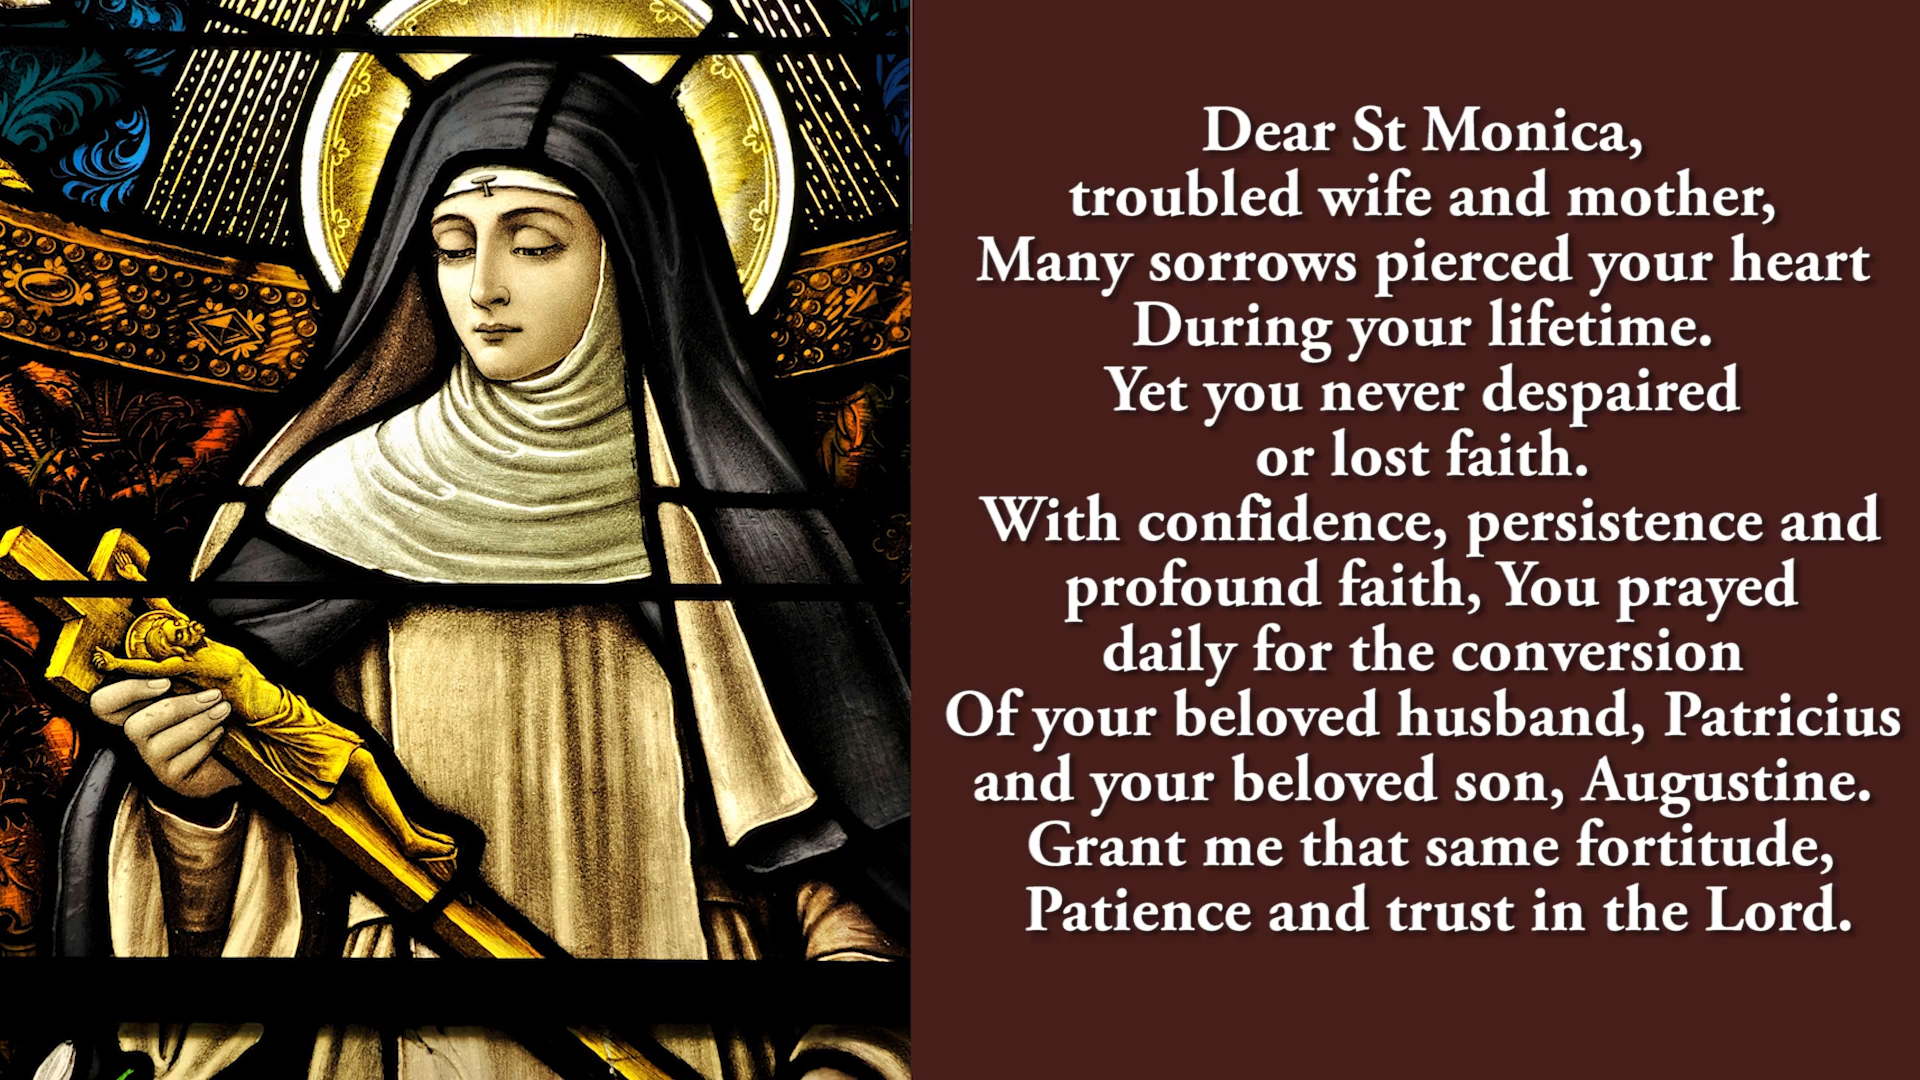 Dear St Monica,
troubled wife and mother,
Many sorrows pierced your heart
During your lifetime.
Yet you never despaired
or lost faith.
With confidence, persistence and
profound faith, You prayed
daily for the conversion
Of your beloved husband, Patricius
and your beloved son, Augustine.
Grant me that same fortitude,
Patience and trust in the Lord.